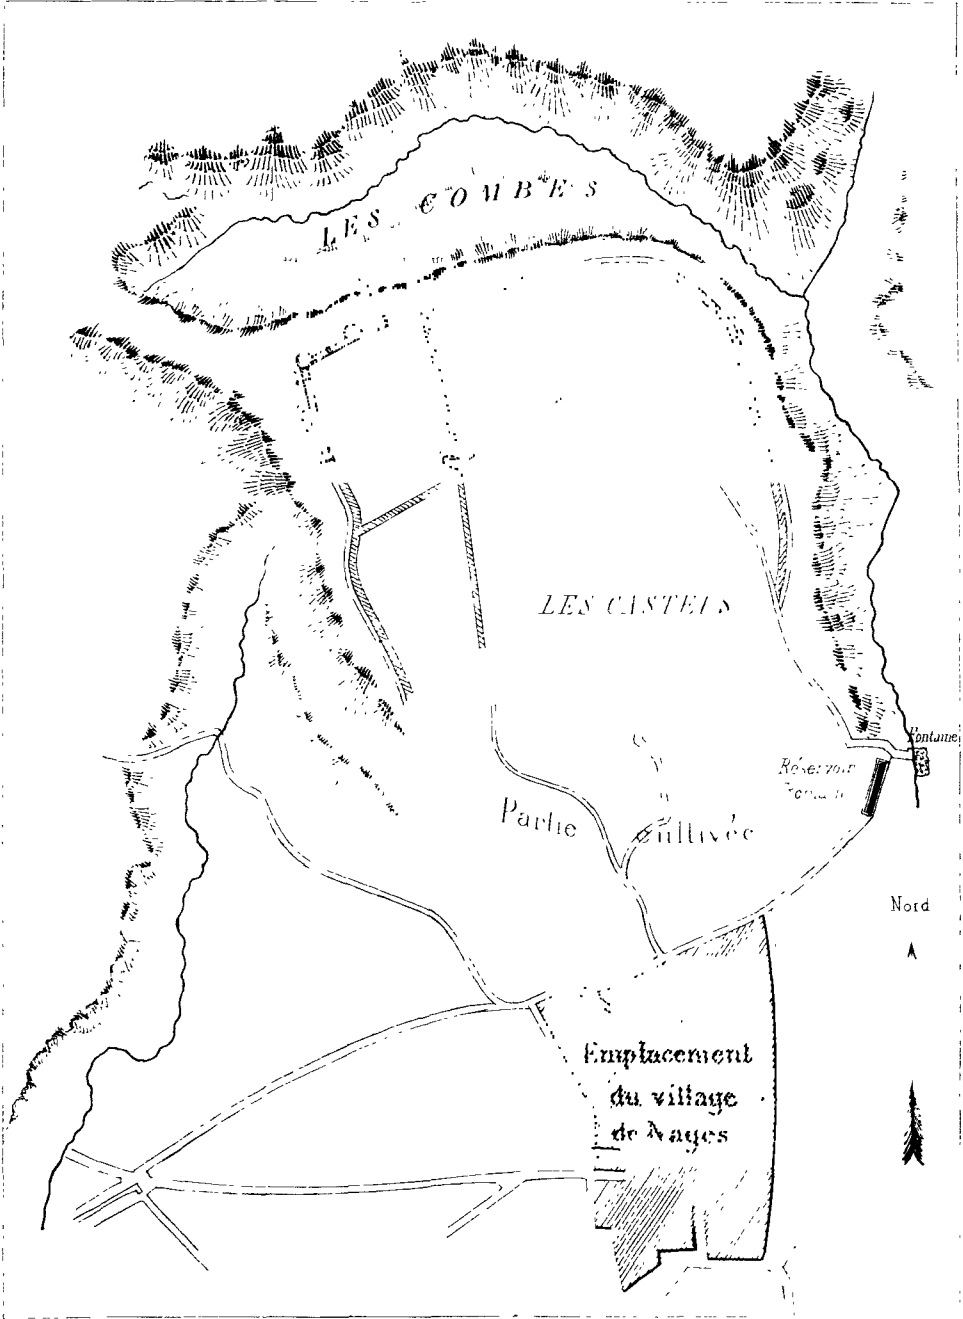 LES COMBES
LES CASTELS
Fontaine
Réservoir
Romain
Partie cultivée
Nord
Emplacement
du village
de Nages